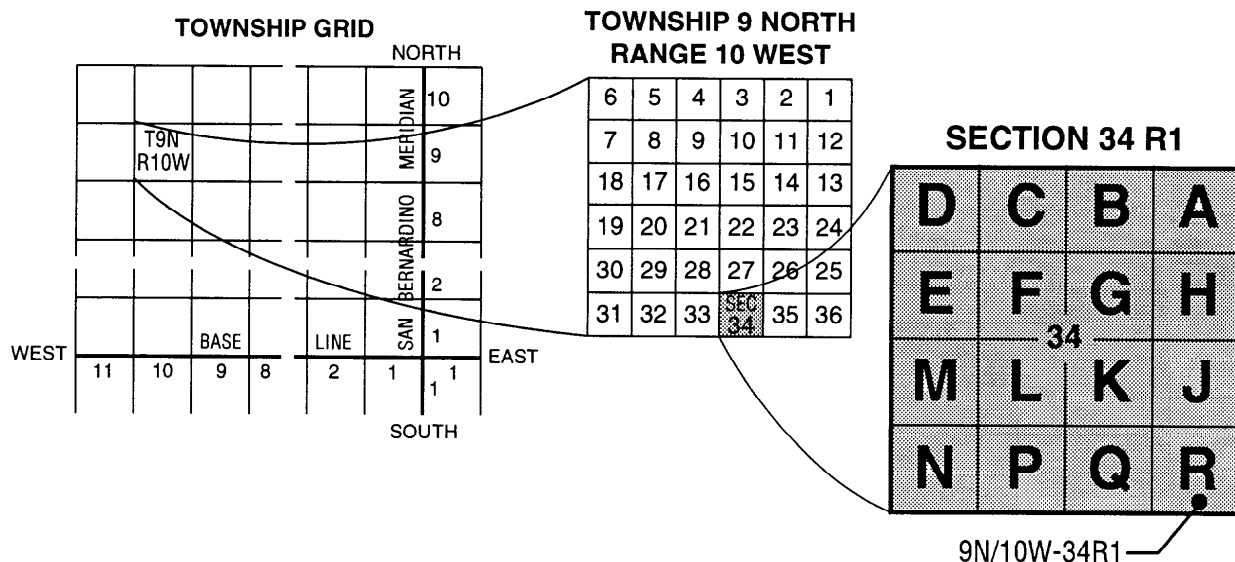 TOWNSHIP GRID
NORTH
T9N
R10W
SAN BERNARDINO MERIDIAN
10
9
8
2
1
WEST
BASE LINE
EAST
11 10 9 8 2 1 1
1
SOUTH
TOWNSHIP 9 NORTH
RANGE 10 WEST
6 5 4 3 2 1
7 8 9 10 11 12
18 17 16 15 14 13
19 20 21 22 23 24
30 29 28 27 26 25
31 32 33 SEC 34 35 36
SECTION 34 R1
D C B A
E F G H
34
M L K J
N P Q R
9N/10W-34R1